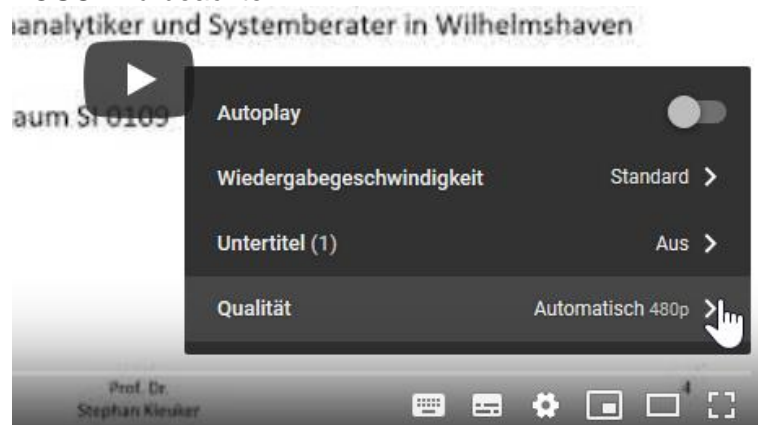 analytiker und Systemberater in Wilhelmshaven
aum SI 0109
Autoplay
Wiedergabegeschwindigkeit Standard
Untertitel (1) Aus
Qualität Automatisch 480p
Prof. Dr. 4
Stephan Kleuker